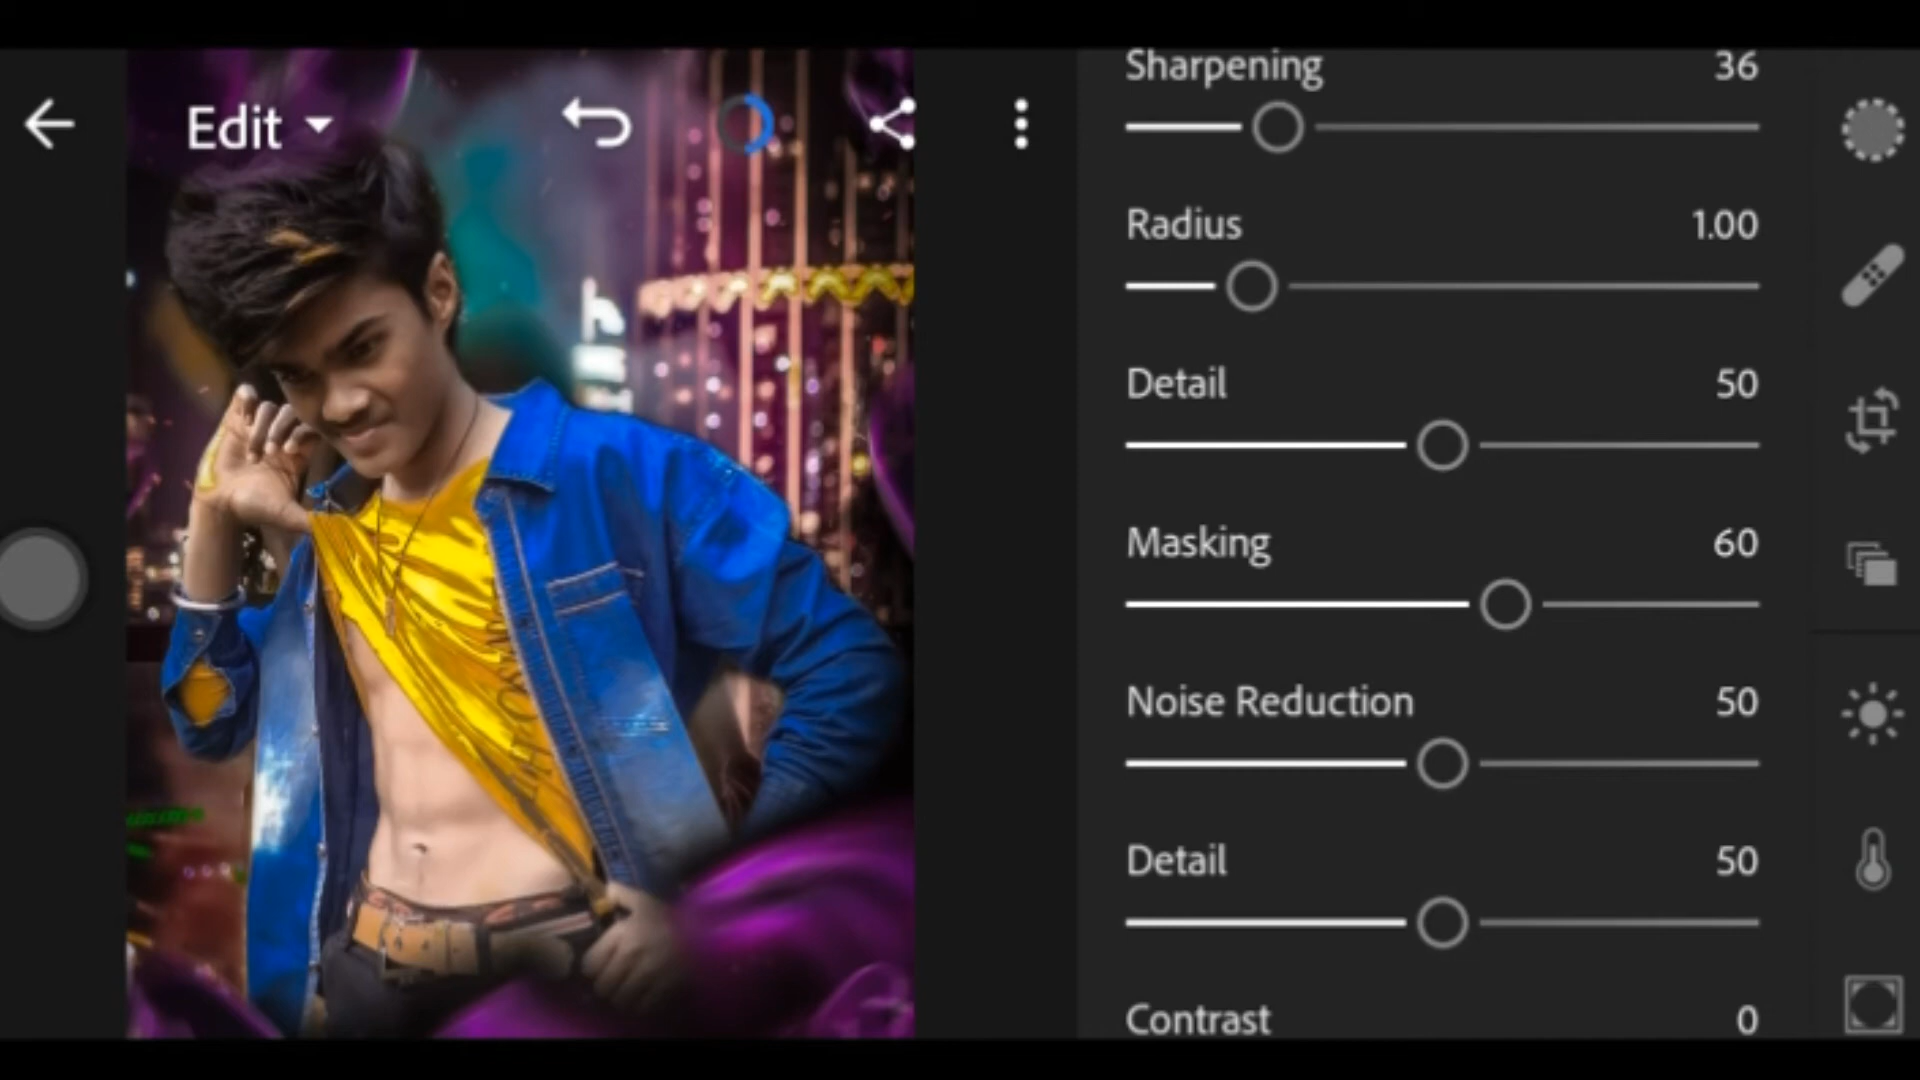 Edit
Sharpening 36
Radius 1.00
Detail 50
Masking 60
Noise Reduction 50
Detail 50
Contrast 0